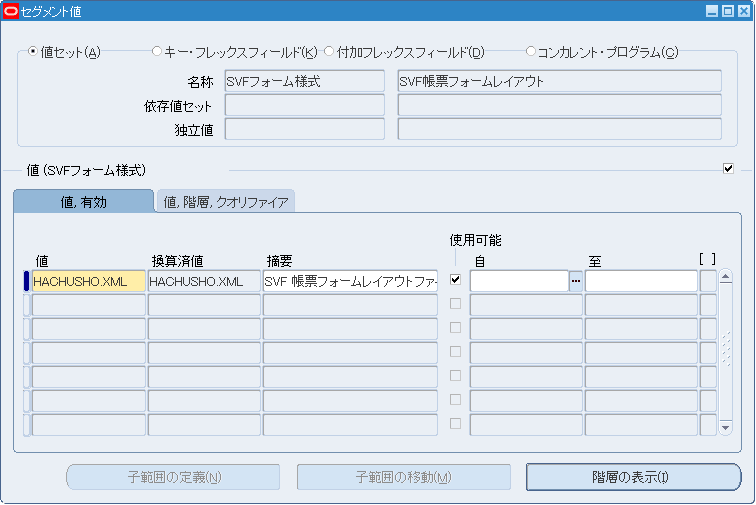 セグメント値
値セット(A) キー・フレックスフィールド(K) 付加フレックスフィールド(D) コンカレント・プログラム(C)
名称 SVFフォーム様式 SVF帳票フォームレイアウト
依存値セット
独立値
値 (SVFフォーム様式)
値, 有効 値, 階層, クオリファイア
使用可能
値 換算済値 摘要 自 至 [ ]
HACHUSHO.XML HACHUSHO.XML SVF 帳票フォームレイアウトファ
子範囲の定義(N) 子範囲の移動(M) 階層の表示(I)